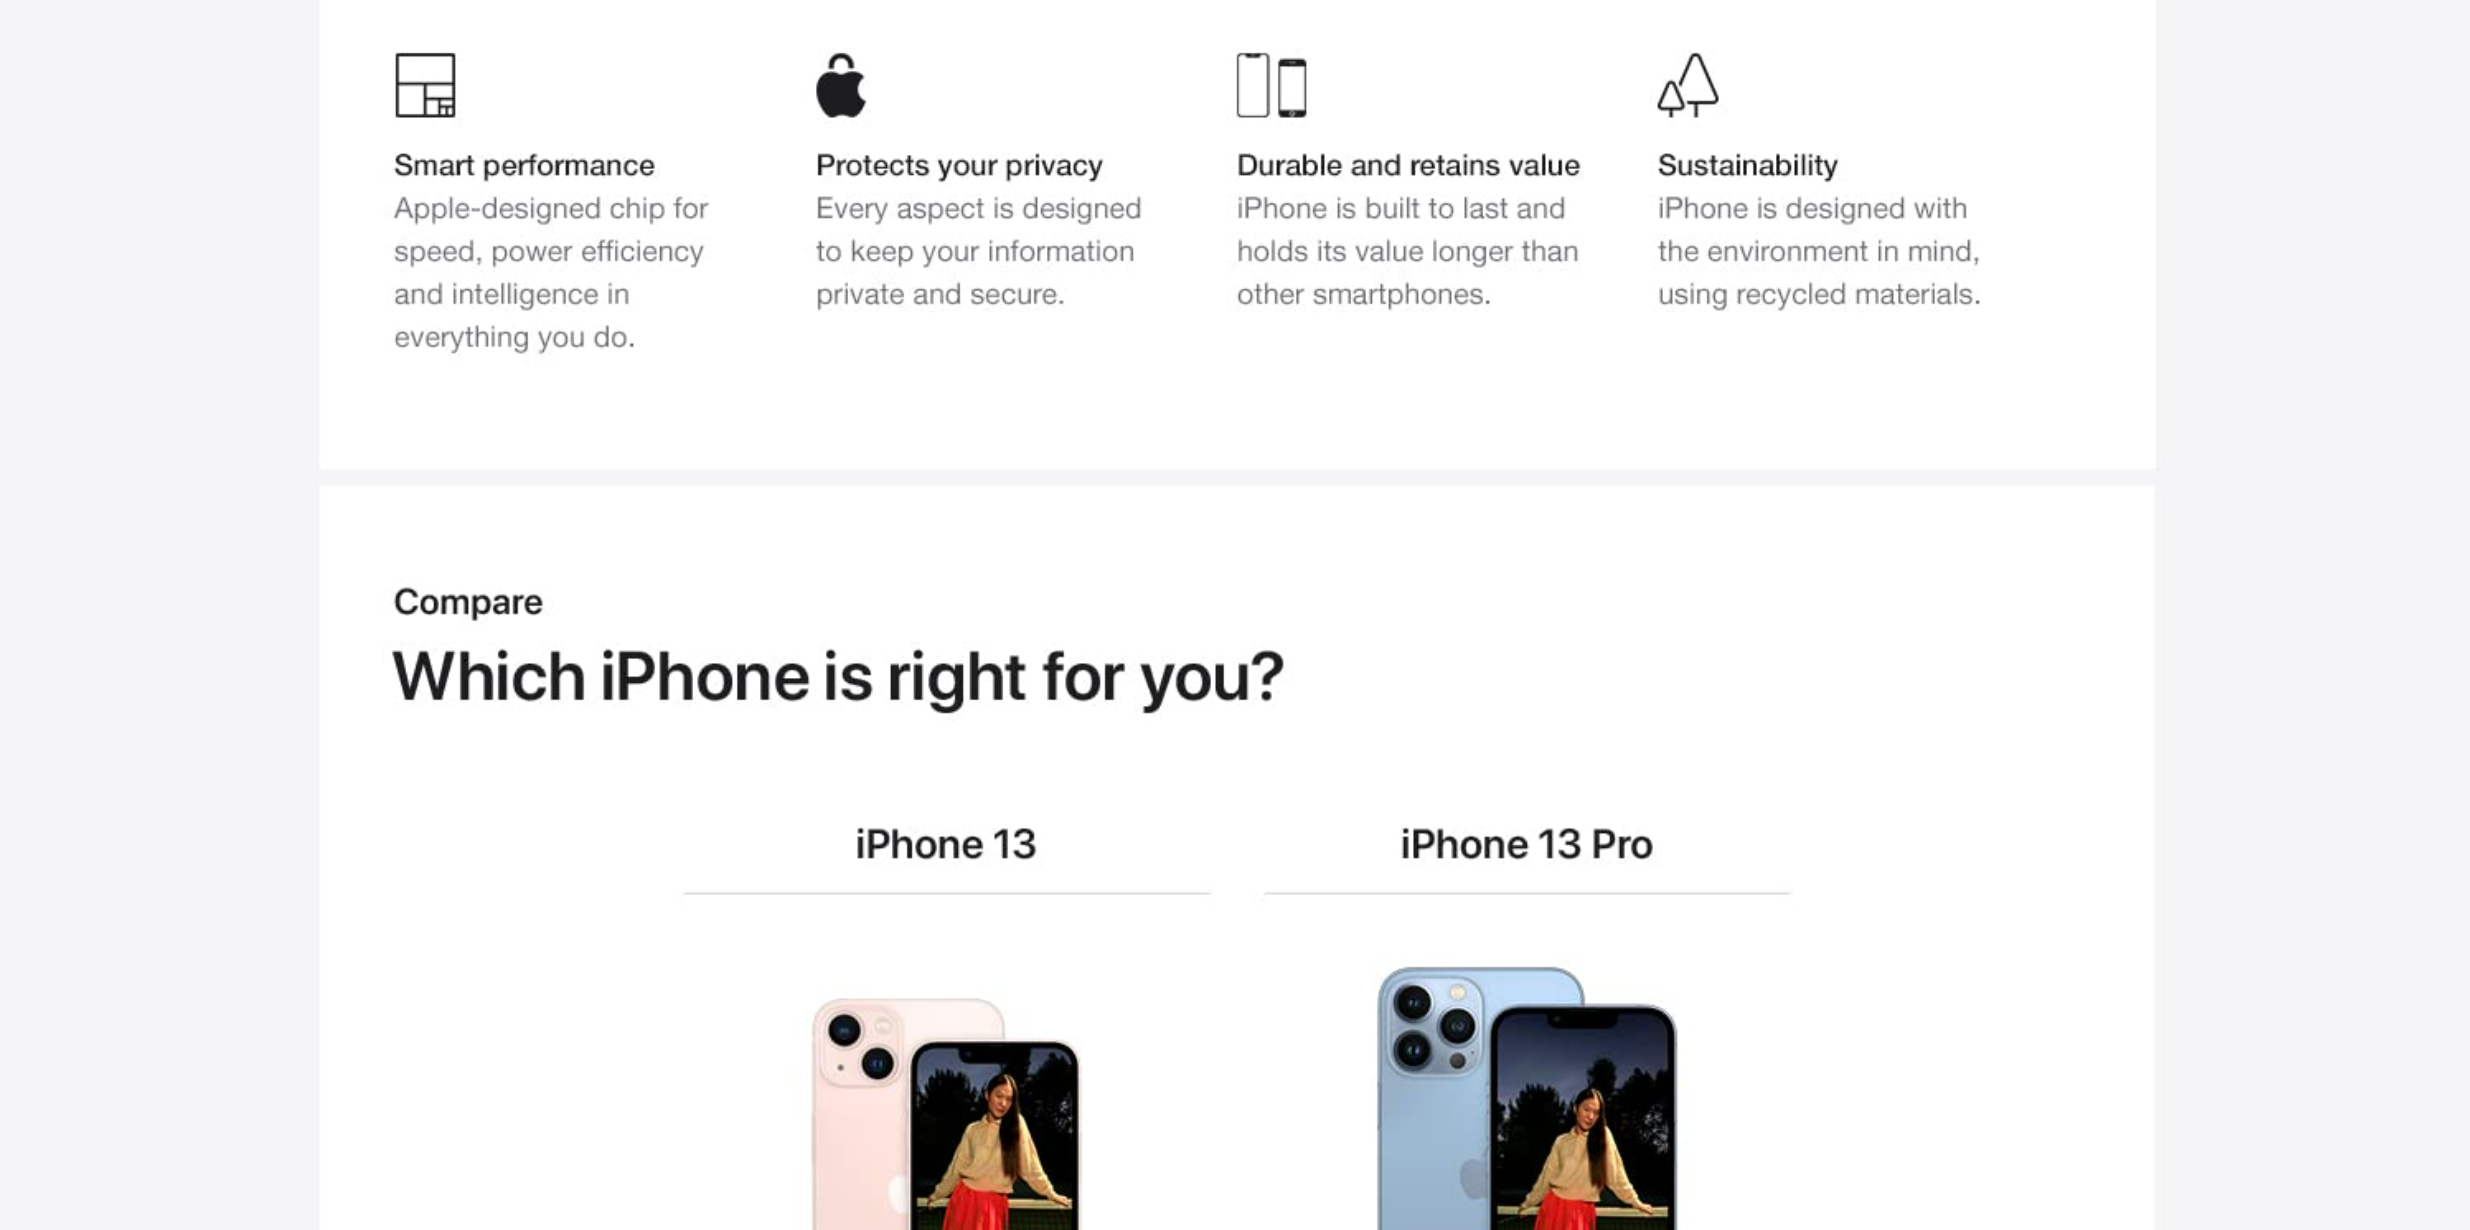 Smart performance
Apple-designed chip for
speed, power efficiency
and intelligence in
everything you do.
Protects your privacy
Every aspect is designed
to keep your information
private and secure.
Durable and retains value
iPhone is built to last and
holds its value longer than
other smartphones.
Sustainability
iPhone is designed with
the environment in mind,
using recycled materials.
Compare
Which iPhone is right for you?
iPhone 13
iPhone 13 Pro